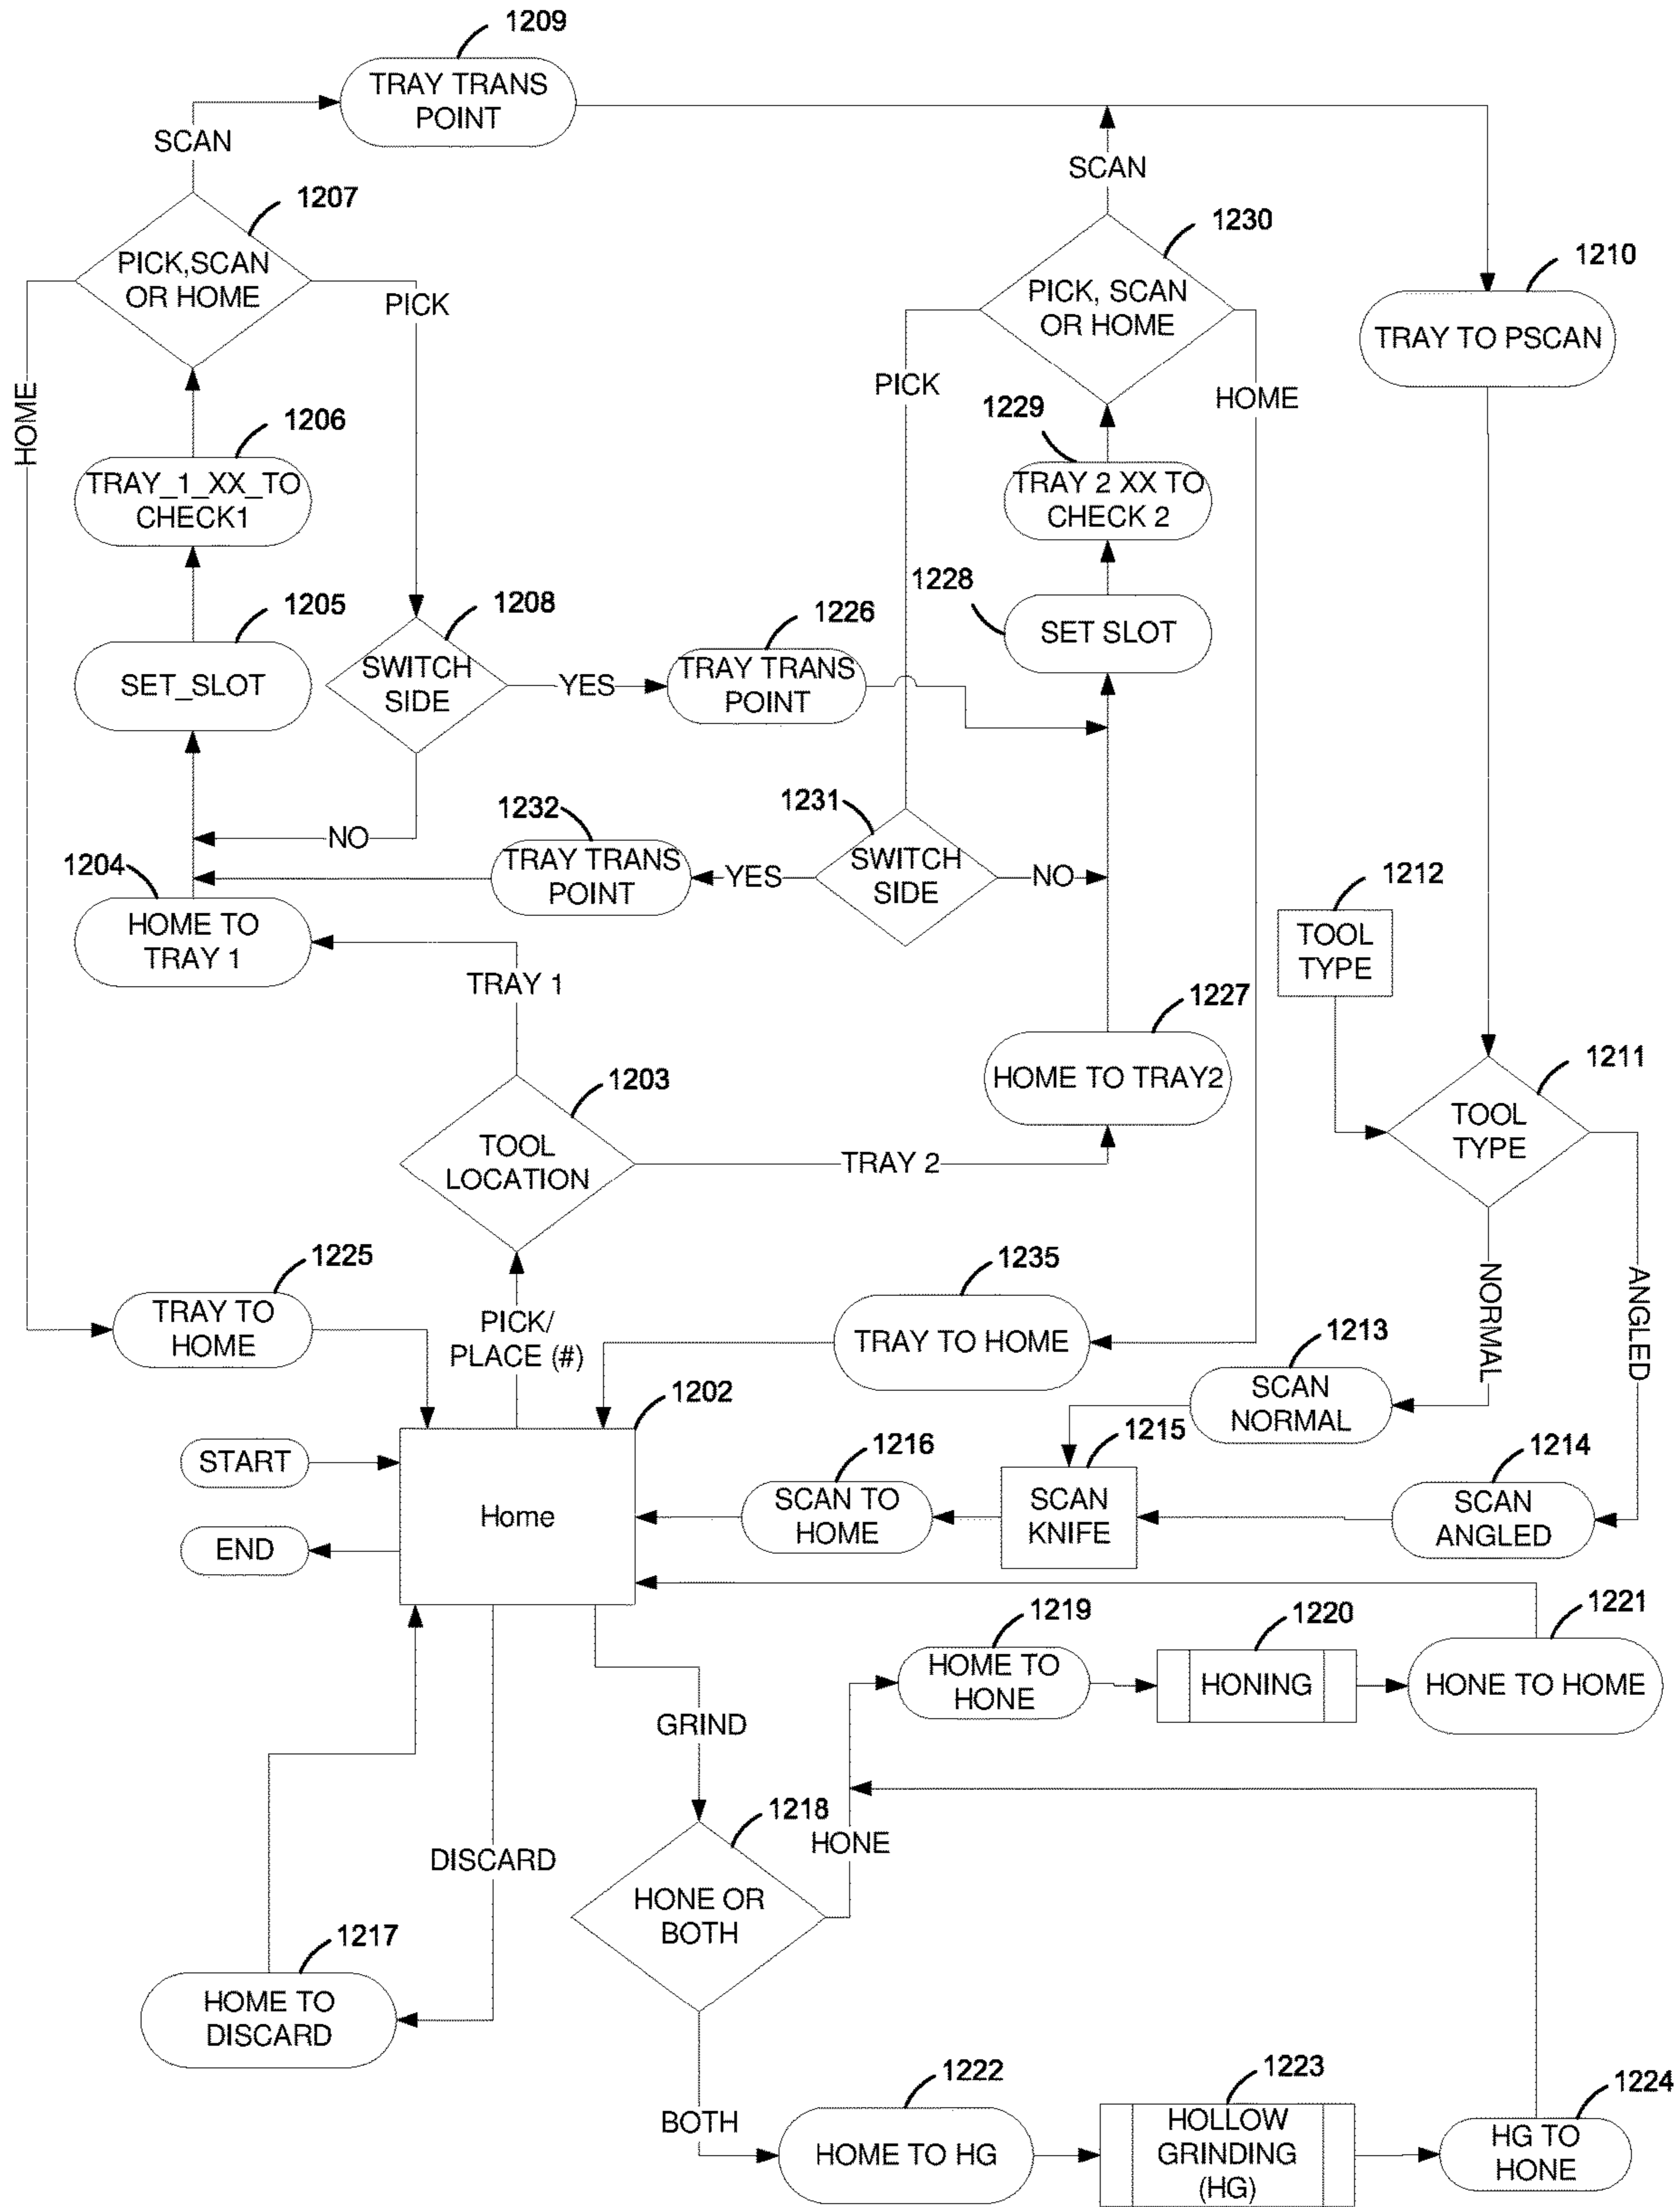 1209
TRAY TRANS
POINT
SCAN
SCAN
1207
PICK,SCAN
OR HOME
1230
PICK, SCAN
OR HOME
1210
TRAY TO PSCAN
PICK
PICK
HOME
HOME
1206
TRAY_1_XX_TO
CHECK1
1229
TRAY 2 XX TO
CHECK 2
1205
SET_SLOT
1208
SWITCH
SIDE
YES
1226
TRAY TRANS
POINT
1228
SET SLOT
NO
1232
TRAY TRANS
POINT
YES
1231
SWITCH
SIDE
NO
1204
HOME TO
TRAY 1
1212
TOOL
TYPE
TRAY 1
1227
HOME TO TRAY2
1203
TOOL
LOCATION
TRAY 2
1211
TOOL
TYPE
NORMAL
ANGLED
1225
TRAY TO
HOME
PICK/
PLACE (#)
1235
TRAY TO HOME
1213
SCAN
NORMAL
1202
Home
START
END
1216
SCAN TO
HOME
1215
SCAN
KNIFE
1214
SCAN
ANGLED
1219
HOME TO
HONE
1220
HONING
1221
HONE TO HOME
GRIND
1218
HONE OR
BOTH
HONE
DISCARD
1217
HOME TO
DISCARD
BOTH
1222
HOME TO HG
1223
HOLLOW
GRINDING
(HG)
1224
HG TO
HONE